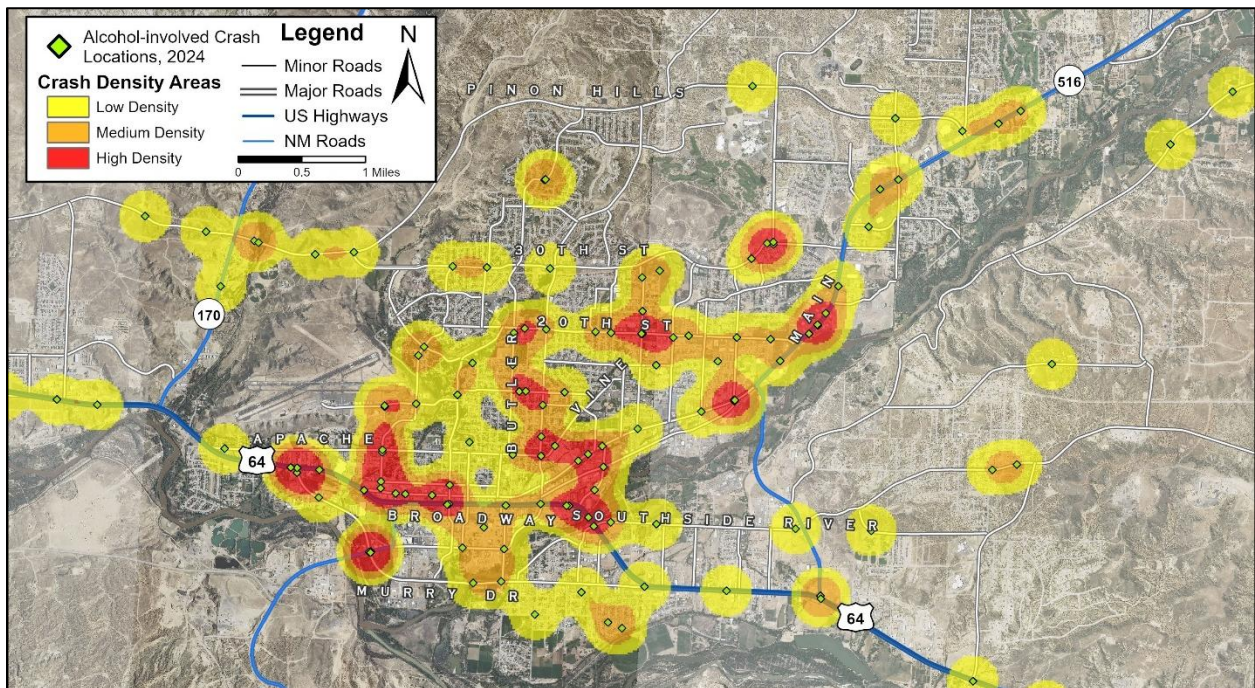 Alcohol-involved Crash
Locations, 2024
Crash Density Areas
Low Density
Medium Density
High Density
Legend
Minor Roads
Major Roads
US Highways
NM Roads
0 0.5 1 Miles
N
PINON HILLS
516
30TH ST
170
20TH ST
MAIN
BUTLER
VINE
APACHE
64
BROADWAY
SOUTHSIDE RIVER
MURRY DR
64